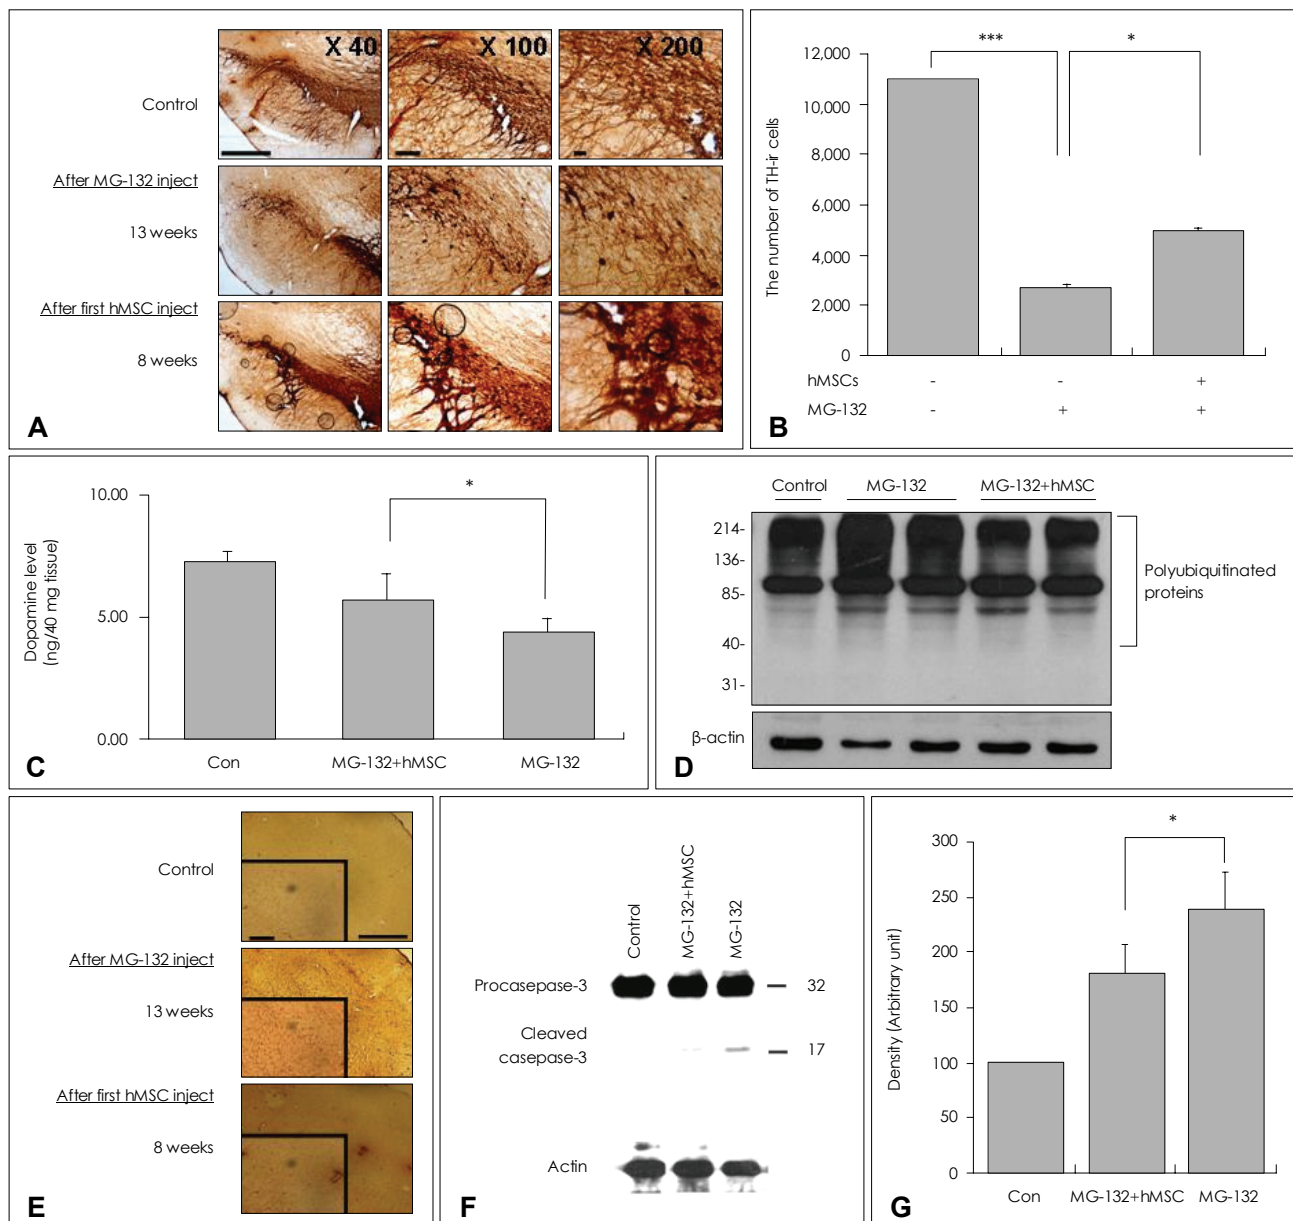 X 40
X 100
X 200
Control
After MG-132 inject
13 weeks
After first hMSC inject
8 weeks
A
***
*
12,000
10,000
8,000
6,000
4,000
2,000
0
The number of TH-ir cells
hMSCs - - +
MG-132 - + +
B
10.00
5.00
0.00
Dopamine level
(ng/40 mg tissue)
*
Con MG-132+hMSC MG-132
C
Control MG-132 MG-132+hMSC
214-
136-
85-
40-
31-
Polyubiquitinated
proteins
β-actin
D
Control
After MG-132 inject
13 weeks
After first hMSC inject
8 weeks
E
Control
MG-132+hMSC
MG-132
Procasepase-3
32
Cleaved
casepase-3
17
Actin
F
*
300
250
200
150
100
50
0
Density (Arbitrary unit)
Con MG-132+hMSC MG-132
G